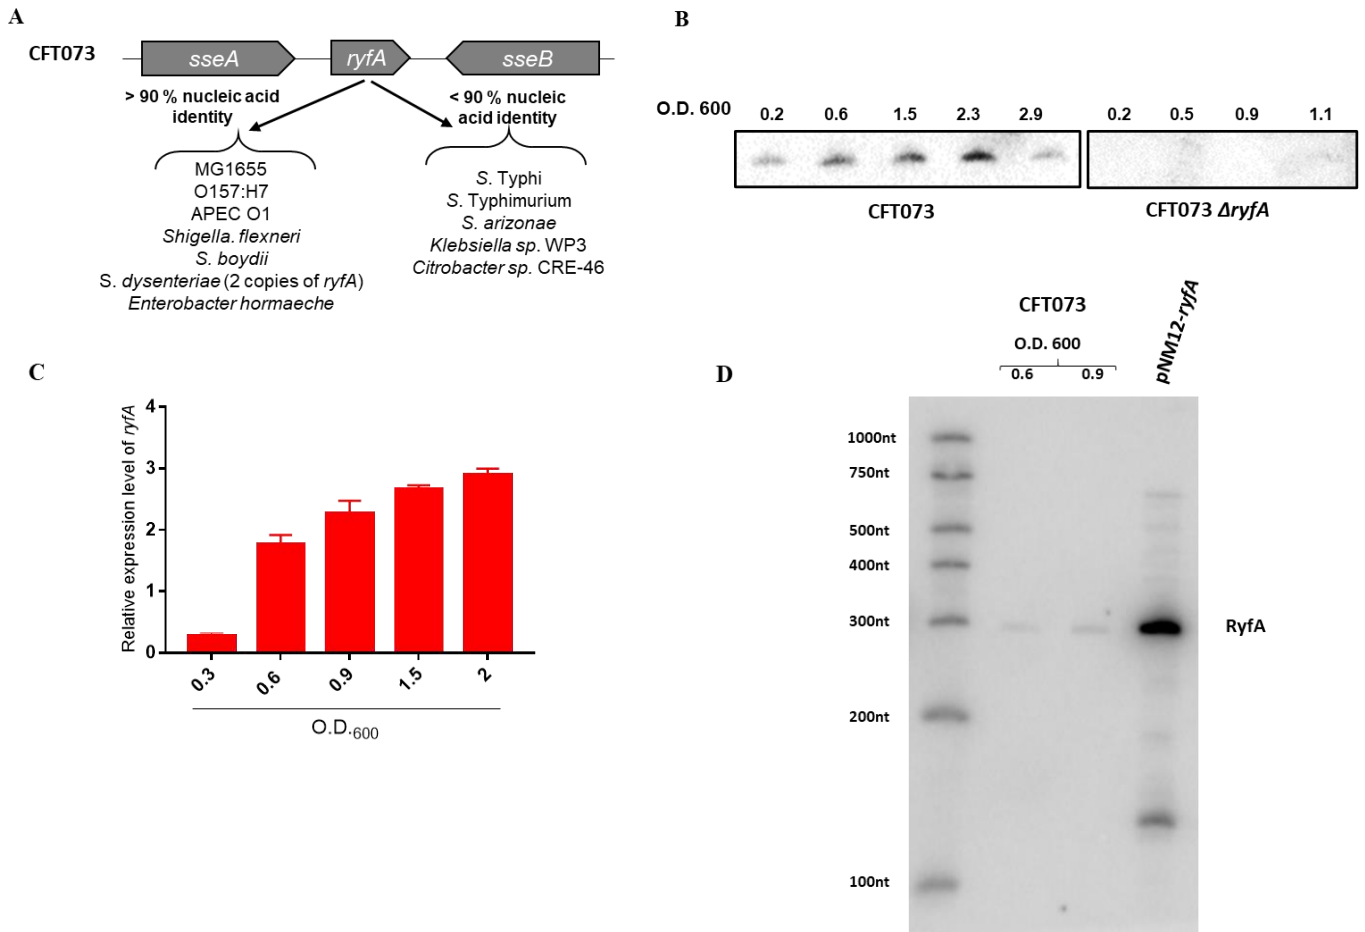 A
CFT073
sseA
ryfA
sseB
> 90 % nucleic acid
identity
< 90 % nucleic
acid identity
MG1655
O157:H7
APEC O1
Shigella. flexneri
S. boydii
S. dysenteriae (2 copies of ryfA)
Enterobacter hormaeche
S. Typhi
S. Typhimurium
S. arizonae
Klebsiella sp. WP3
Citrobacter sp. CRE-46
B
O.D. 600
0.2 0.6 1.5 2.3 2.9
0.2 0.5 0.9 1.1
CFT073
CFT073 ΔryfA
C
Relative expression level of ryfA
4
3
2
1
0
0.3 0.6 0.9 1.5 2
O.D.600
D
CFT073
O.D. 600
0.6 0.9
pNM12-ryfA
1000nt
750nt
500nt
400nt
300nt
200nt
100nt
RyfA